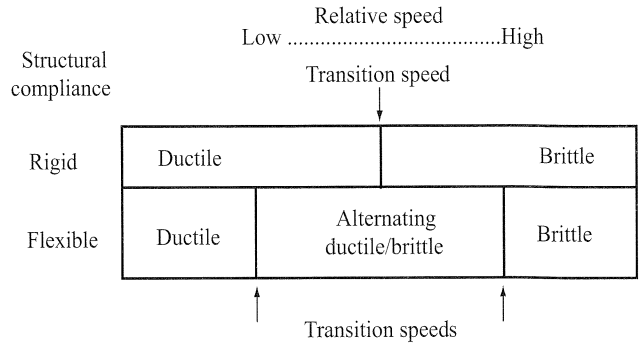 Relative speed
Low ..................................High
Structural
compliance
Transition speed
Rigid
Ductile
Brittle
Flexible
Ductile
Alternating
ductile/brittle
Brittle
Transition speeds